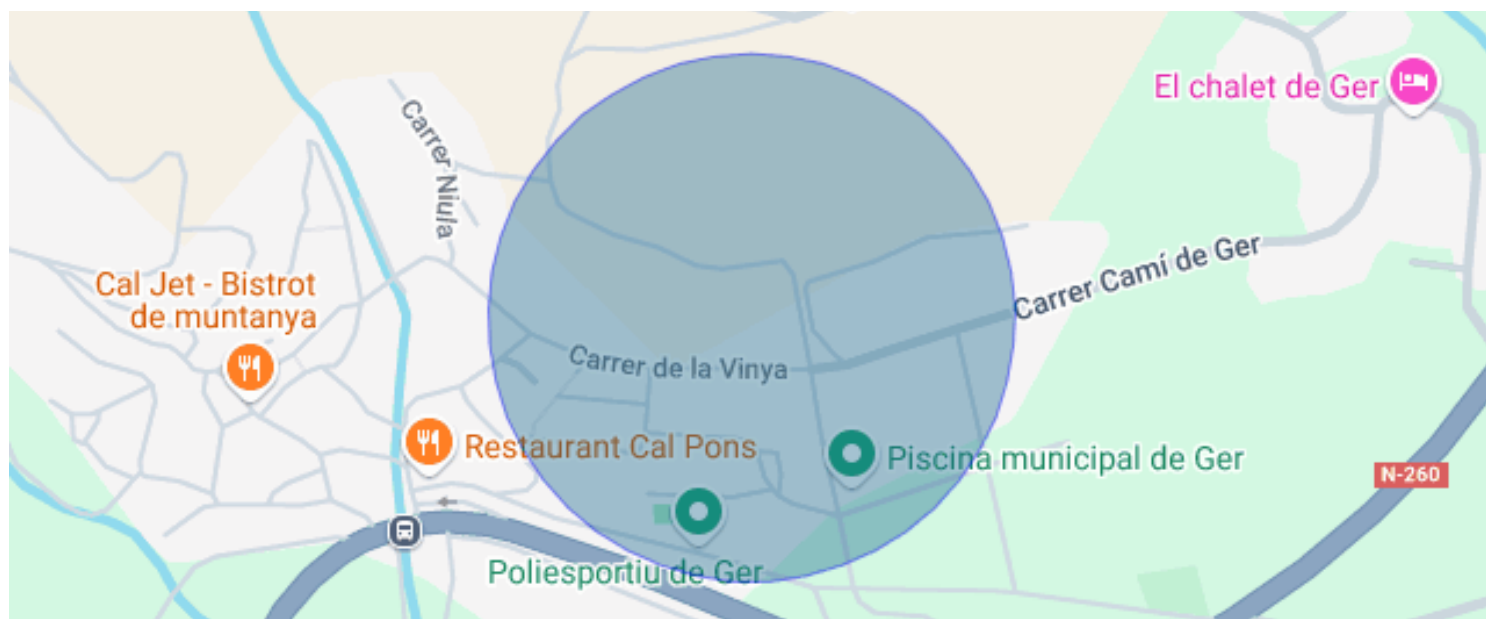 El chalet de Ger
Carrer Niula
Carrer Camí de Ger
Cal Jet - Bistrot
de muntanya
Carrer de la Vinya
Restaurant Cal Pons
Piscina municipal de Ger
N-260
Poliesportiu de Ger